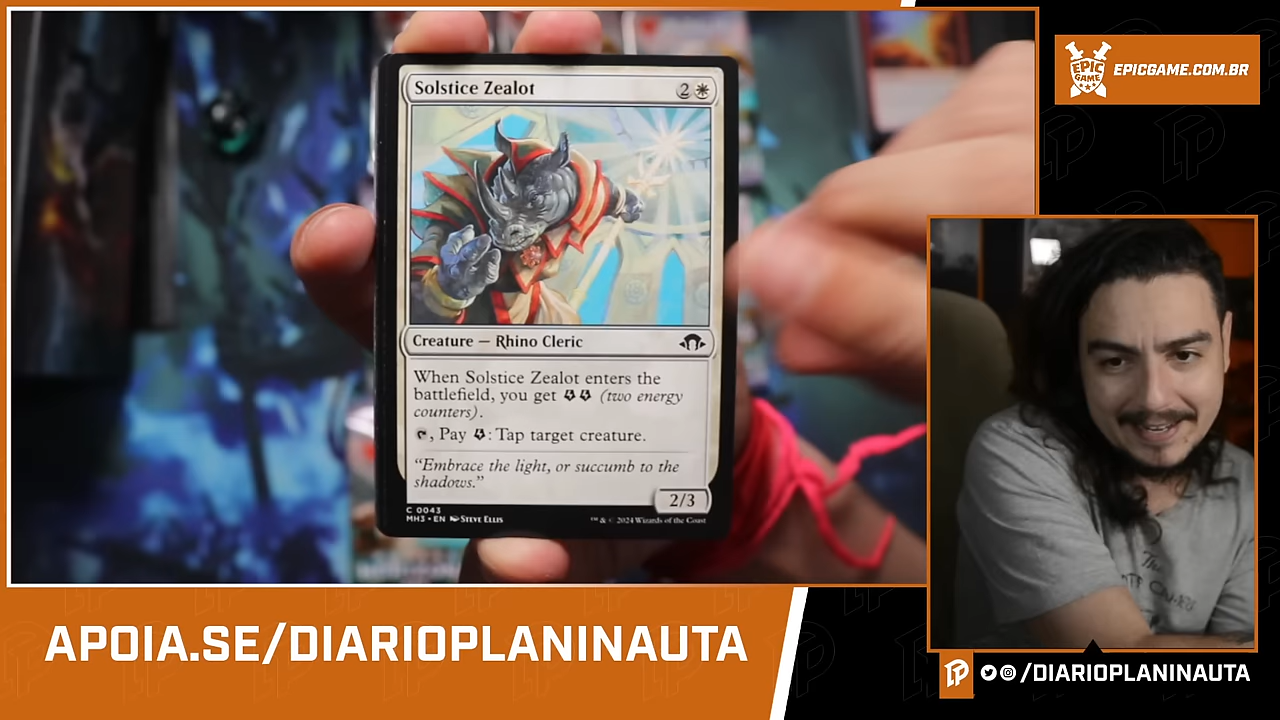 Solstice Zealot 2
Creature — Rhino Cleric
When Solstice Zealot enters the
battlefield, you get (two energy
counters).
, Pay : Tap target creature.
“Embrace the light, or succumb to the
shadows.”
2/3
C 0043
MH3 • EN STEVE ELLIS
™ & © 2024 Wizards of the Coast
EPIC
GAME
EPICGAME.COM.BR
The
APOIA.SE/DIARIOPLANINAUTA
/DIARIOPLANINAUTA